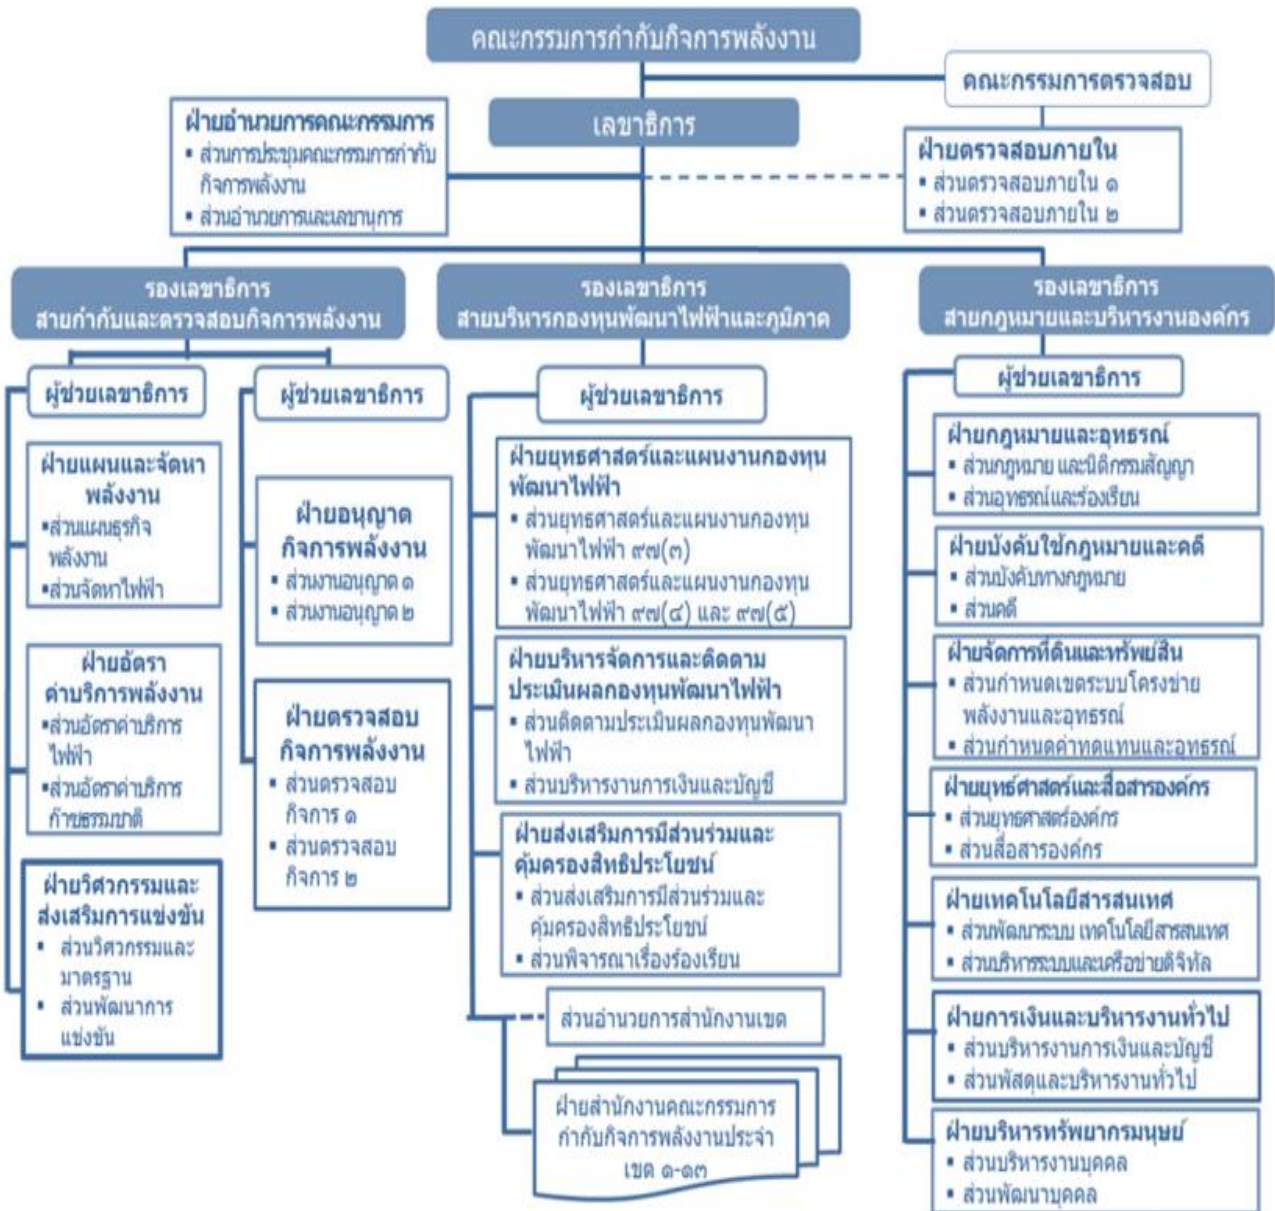 คณะกรรมการกำกับกิจการพลังงาน
คณะกรรมการตรวจสอบ
เลขาธิการ
ฝ่ายอำนวยการคณะกรรมการ
▪ ส่วนการประชุมคณะกรรมการกำกับ
กิจการพลังงาน
▪ ส่วนอำนวยการและเลขานุการ
ฝ่ายตรวจสอบภายใน
▪ ส่วนตรวจสอบภายใน ๑
▪ ส่วนตรวจสอบภายใน ๒
รองเลขาธิการ
สายกำกับและตรวจสอบกิจการพลังงาน
ผู้ช่วยเลขาธิการ
ฝ่ายแผนและจัดหา
พลังงาน
▪ส่วนแผนธุรกิจ
พลังงาน
▪ส่วนจัดหาไฟฟ้า
ฝ่ายอัตรา
ค่าบริการพลังงาน
▪ส่วนอัตราค่าบริการ
ไฟฟ้า
▪ส่วนอัตราค่าบริการ
ก๊าซธรรมชาติ
ฝ่ายวิศวกรรมและ
ส่งเสริมการแข่งขัน
▪ ส่วนวิศวกรรมและ
มาตรฐาน
▪ ส่วนพัฒนาการ
แข่งขัน
ผู้ช่วยเลขาธิการ
ฝ่ายอนุญาต
กิจการพลังงาน
▪ ส่วนงานอนุญาต ๑
▪ ส่วนงานอนุญาต ๒
ฝ่ายตรวจสอบ
กิจการพลังงาน
▪ ส่วนตรวจสอบ
กิจการ ๑
▪ ส่วนตรวจสอบ
กิจการ ๒
รองเลขาธิการ
สายบริหารกองทุนพัฒนาไฟฟ้าและภูมิภาค
ผู้ช่วยเลขาธิการ
ฝ่ายยุทธศาสตร์และแผนงานกองทุน
พัฒนาไฟฟ้า
▪ ส่วนยุทธศาสตร์และแผนงานกองทุน
พัฒนาไฟฟ้า ๙๗(๓)
▪ ส่วนยุทธศาสตร์และแผนงานกองทุน
พัฒนาไฟฟ้า ๙๗(๔) และ ๙๗(๕)
ฝ่ายบริหารจัดการและติดตาม
ประเมินผลกองทุนพัฒนาไฟฟ้า
▪ ส่วนติดตามประเมินผลกองทุนพัฒนา
ไฟฟ้า
▪ ส่วนบริหารงานการเงินและบัญชี
ฝ่ายส่งเสริมการมีส่วนร่วมและ
คุ้มครองสิทธิประโยชน์
▪ ส่วนส่งเสริมการมีส่วนร่วมและ
คุ้มครองสิทธิประโยชน์
▪ ส่วนพิจารณาเรื่องร้องเรียน
ส่วนอำนวยการสำนักงานเขต
ฝ่ายสำนักงานคณะกรรมการ
กำกับกิจการพลังงานประจำ
เขต ๑-๑๓
รองเลขาธิการ
สายกฎหมายและบริหารงานองค์กร
ผู้ช่วยเลขาธิการ
ฝ่ายกฎหมายและอุทธรณ์
▪ ส่วนกฎหมาย และนิติกรรมสัญญา
▪ ส่วนอุทธรณ์และร้องเรียน
ฝ่ายบังคับใช้กฎหมายและคดี
▪ ส่วนบังคับทางกฎหมาย
▪ ส่วนคดี
ฝ่ายจัดการที่ดินและทรัพย์สิน
▪ ส่วนกำหนดเขตระบบโครงข่าย
พลังงานและอุทธรณ์
▪ ส่วนกำหนดค่าทดแทนและอุทธรณ์
ฝ่ายยุทธ์ศาสตร์และสื่อสารองค์กร
▪ ส่วนยุทธศาสตร์องค์กร
▪ ส่วนสื่อสารองค์กร
ฝ่ายเทคโนโลยีสารสนเทศ
▪ ส่วนพัฒนาระบบ เทคโนโลยีสารสนเทศ
▪ ส่วนบริหารระบบและเครือข่ายดิจิทัล
ฝ่ายการเงินและบริหารงานทั่วไป
▪ ส่วนบริหารงานการเงินและบัญชี
▪ ส่วนพัสดุและบริหารงานทั่วไป
ฝ่ายบริหารทรัพยากรมนุษย์
▪ ส่วนบริหารงานบุคคล
▪ ส่วนพัฒนาบุคคล